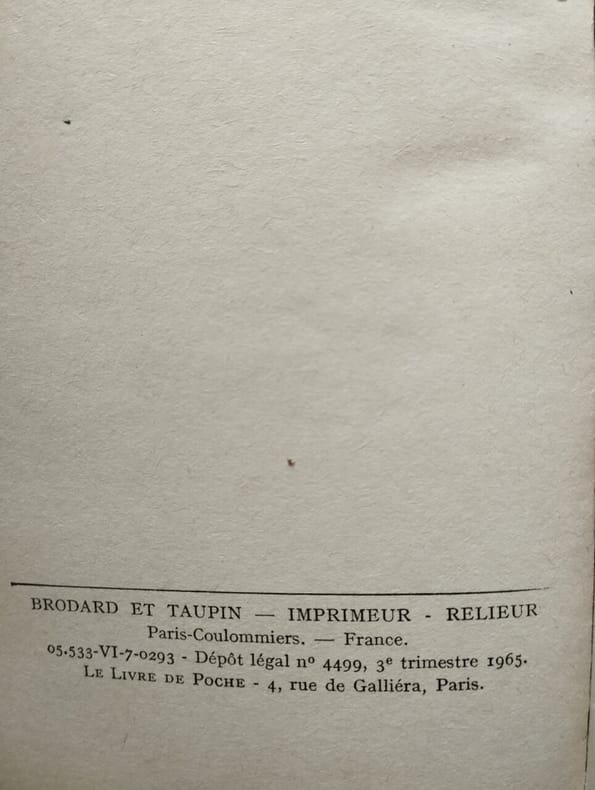 BRODARD ET TAUPIN — IMPRIMEUR - RELIEUR
Paris-Coulommiers. — France.
05.533-VI-7-0293 - Dépôt légal nº 4499, 3e trimestre 1965.
LE LIVRE DE POCHE - 4, rue de Galliéra, Paris.